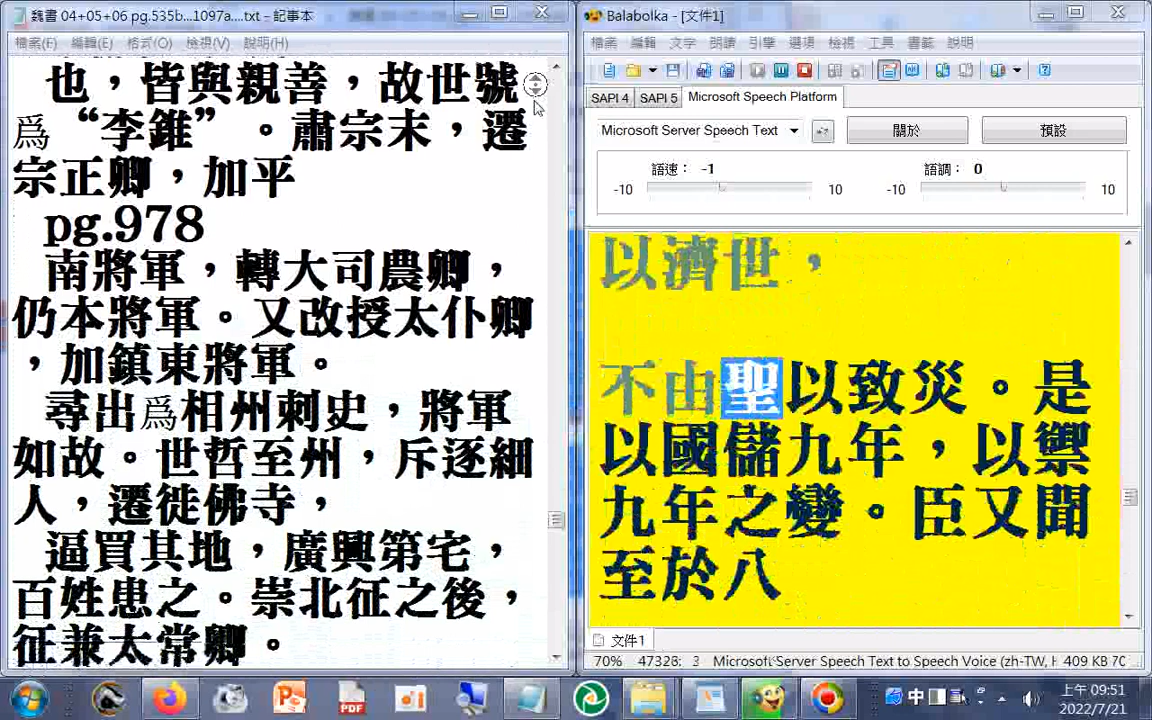 魏書 04+05+06 pg.535b...1097a....txt - 記事本
檔案(F) 編輯(E) 格式(O) 檢視(V) 說明(H)
也，皆與親善，故世號
爲“李錐”。肅宗末，遷
宗正卿，加平
pg.978
南將軍，轉大司農卿，
仍本將軍。又改授太仆卿
，加鎮東將軍。
尋出爲相州刺史，將軍
如故。世哲至州，斥逐細
人，遷徙佛寺，
逼買其地，廣興第宅，
百姓患之。崇北征之後，
征兼太常卿。
Balabolka - [文件1]
檔案 編輯 文字 朗讀 引擎 選項 檢視 工具 書籤 說明
SAPI 4 SAPI 5 Microsoft Speech Platform
Microsoft Server Speech Text 關於 預設
語速： -1 語調： 0
-10 10 -10 10
以濟世，
不由聖以致災。是
以國儲九年，以禦
九年之變。臣又聞
至於八
文件1
70% 47328: 3 Microsoft Server Speech Text to Speech Voice (zh-TW, H 409 KB 70
PDF
中
上午 09:51
2022/7/21